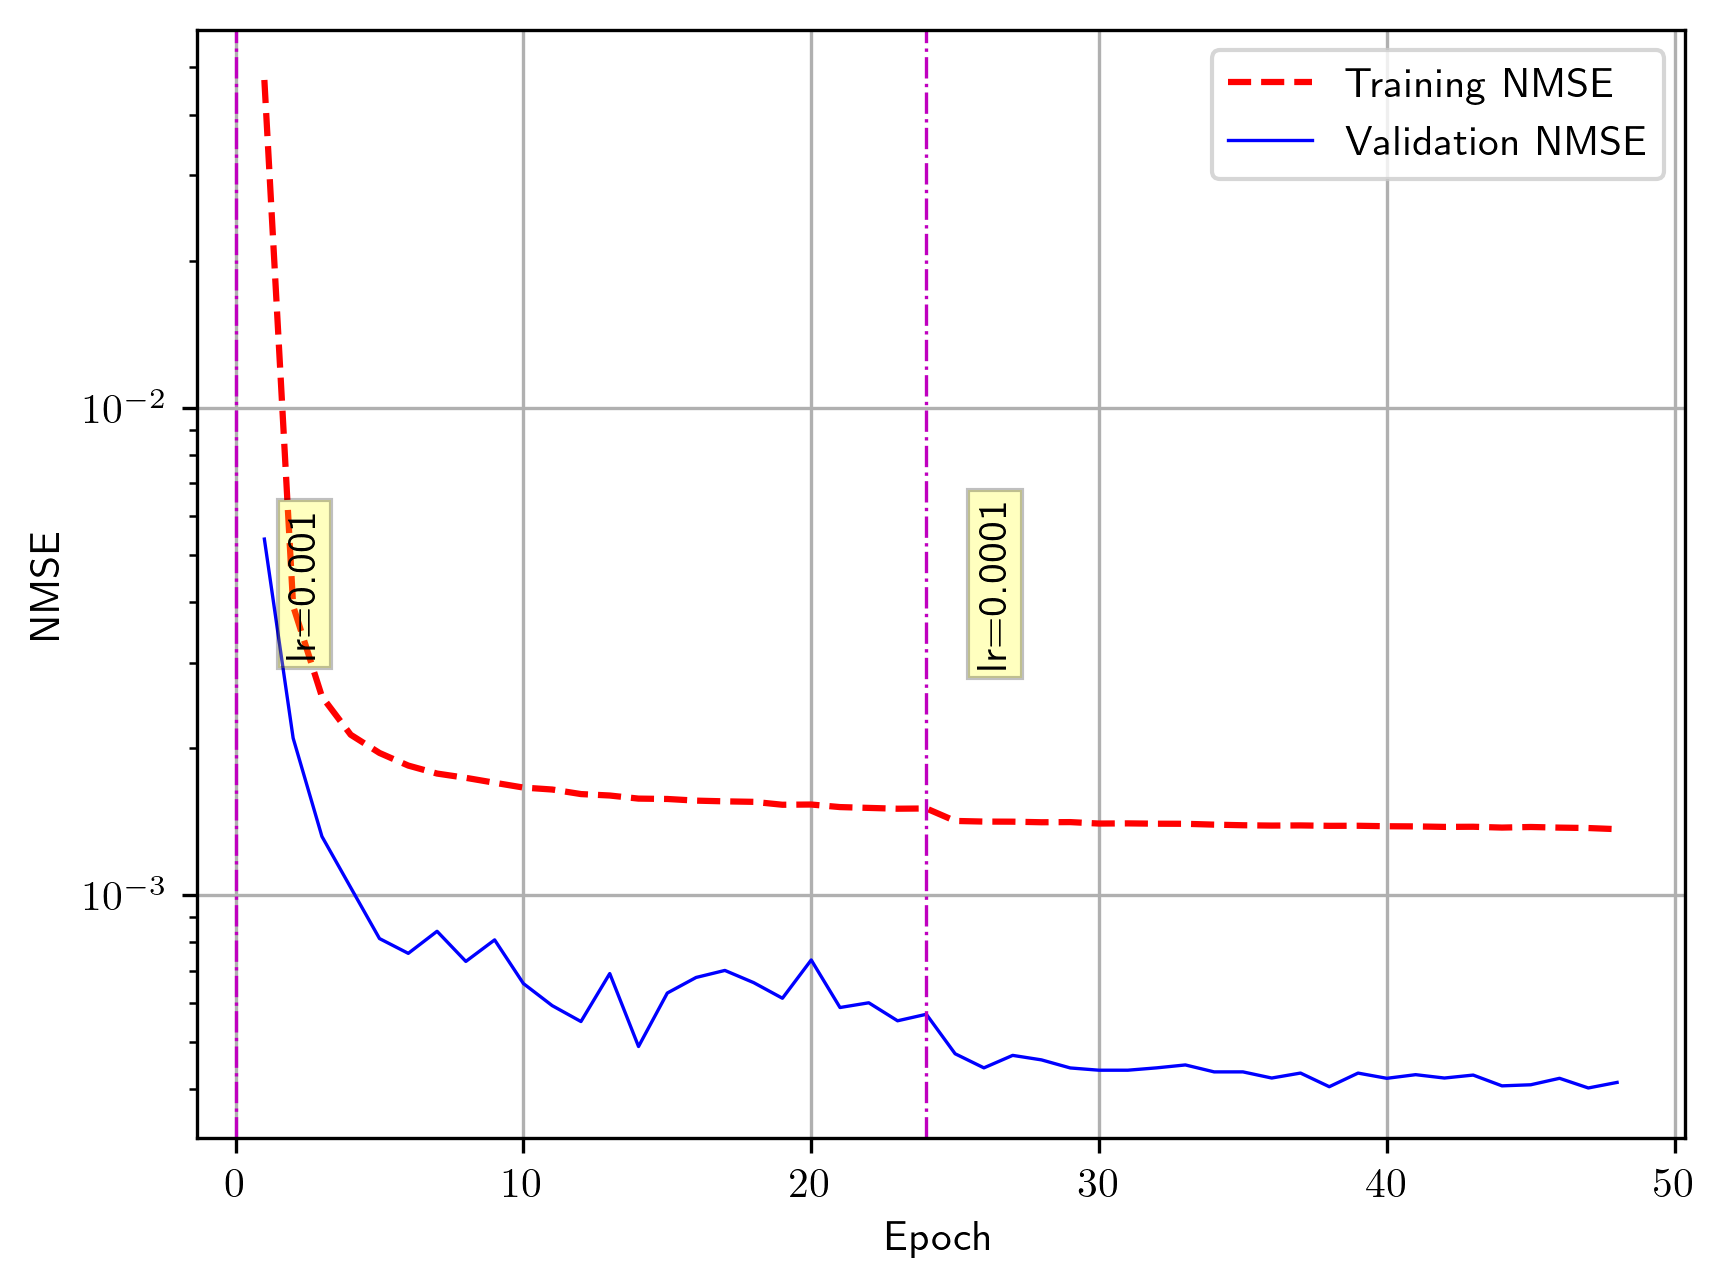 Training NMSE
Validation NMSE
10⁻²
10⁻³
NMSE
lr=0.001
lr=0.0001
0 10 20 30 40 50
Epoch